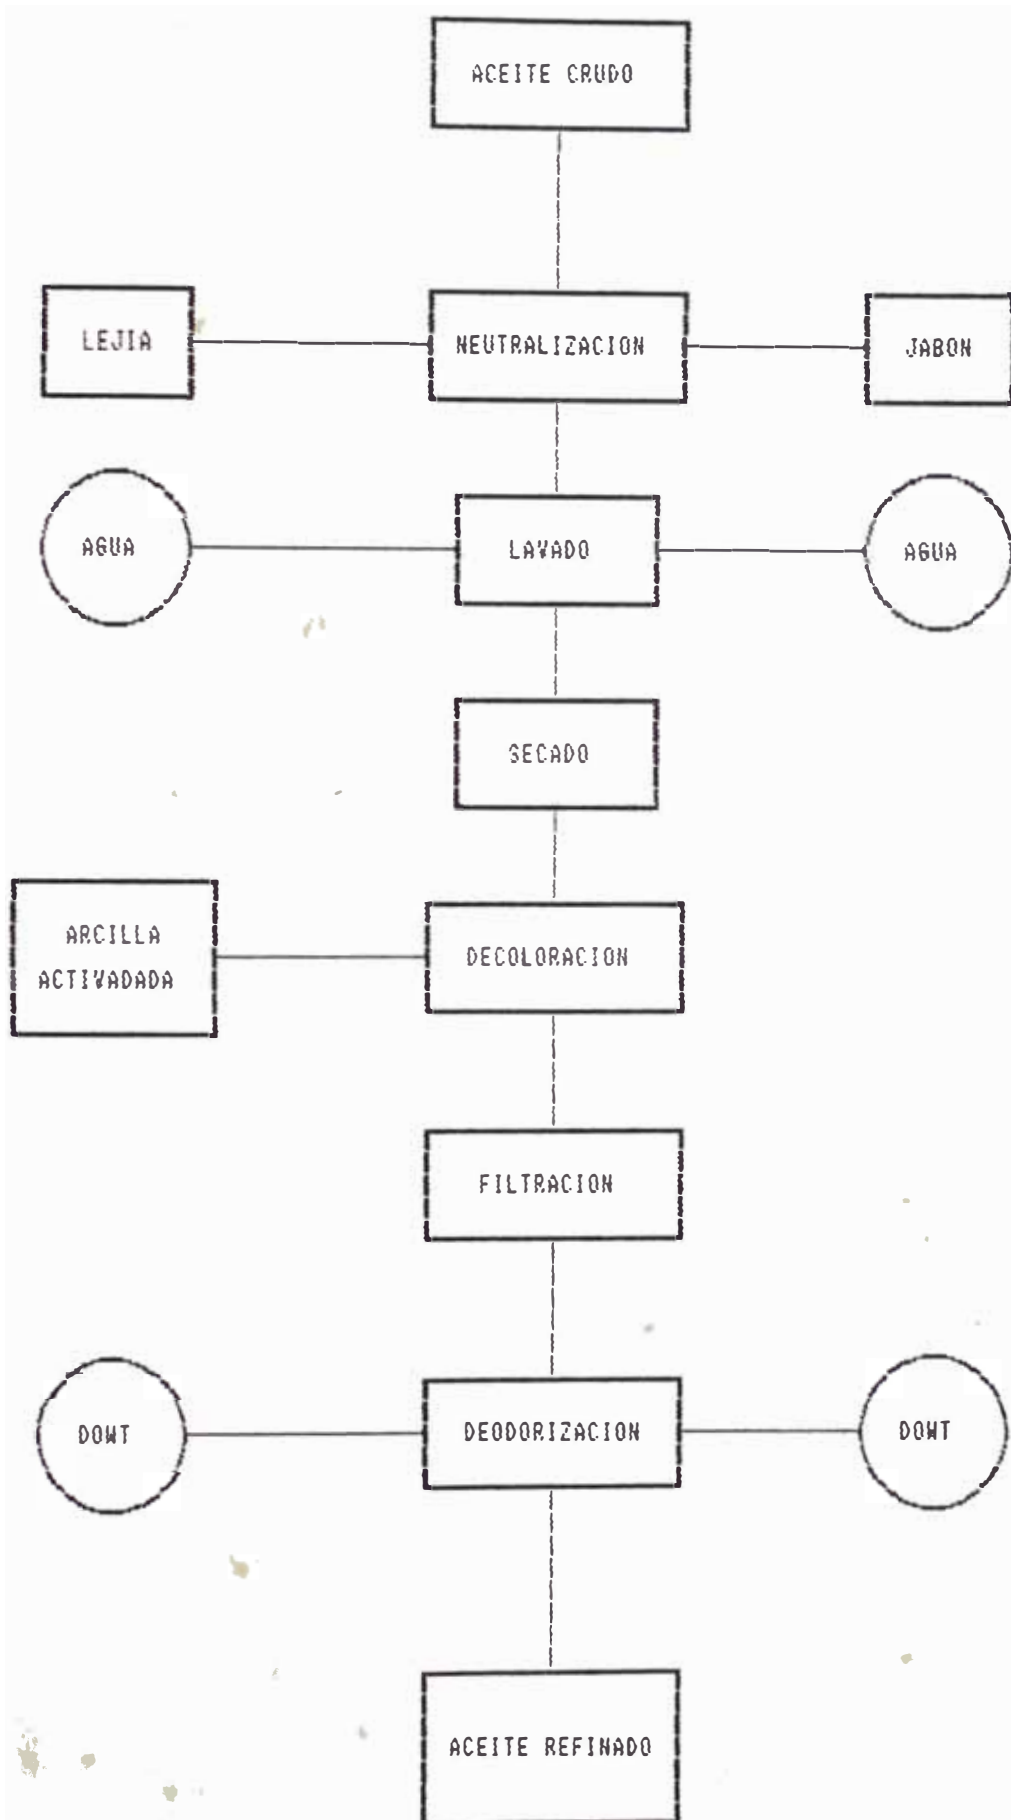 ACEITE CRUDO
LEJIA
NEUTRALIZACION
JABON
AGUA
LAVADO
AGUA
SECADO
ARCILLA
ACTIVADADA
DECOLORACION
FILTRACION
DOWT
DEODORIZACION
DOWT
ACEITE REFINADO